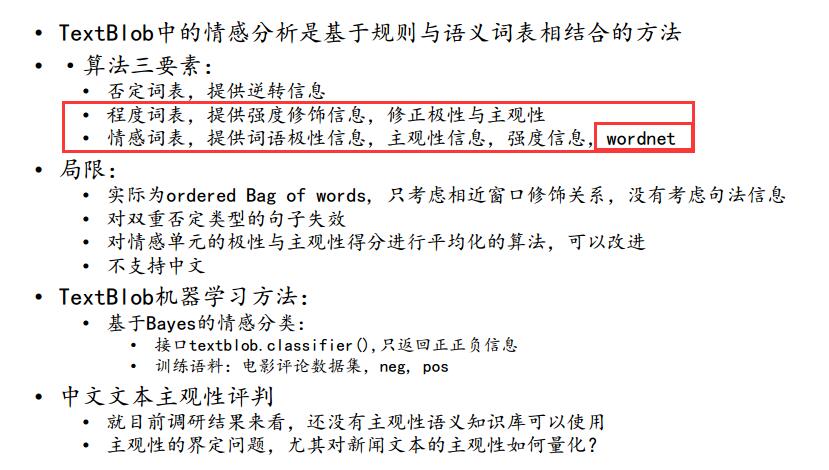 • TextBlob中的情感分析是基于规则与语义词表相结合的方法
• •算法三要素：
• 否定词表，提供逆转信息
• 程度词表，提供强度修饰信息，修正极性与主观性
• 情感词表，提供词语极性信息，主观性信息，强度信息，wordnet
• 局限：
• 实际为ordered Bag of words, 只考虑相近窗口修饰关系，没有考虑句法信息
• 对双重否定类型的句子失效
• 对情感单元的极性与主观性得分进行平均化的算法，可以改进
• 不支持中文
• TextBlob机器学习方法：
• 基于Bayes的情感分类：
• 接口textblob.classifier(),只返回正正负信息
• 训练语料：电影评论数据集，neg, pos
• 中文文本主观性评判
• 就目前调研结果来看，还没有主观性语义知识库可以使用
• 主观性的界定问题，尤其对新闻文本的主观性如何量化？